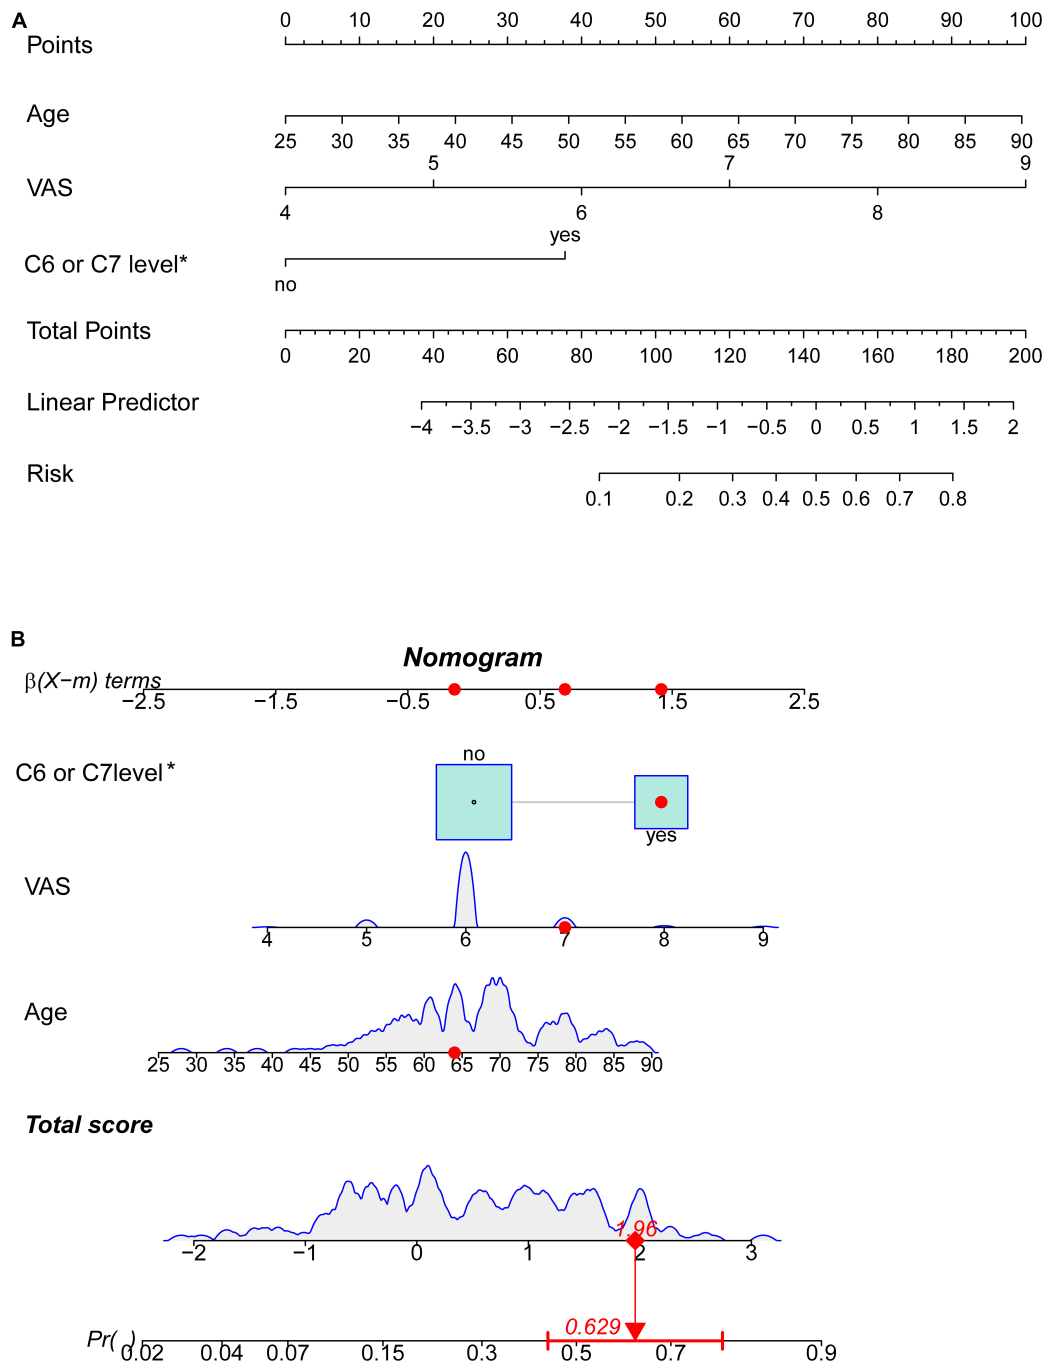 A
0 10 20 30 40 50 60 70 80 90 100
Points
Age
25 30 35 40 45 50 55 60 65 70 75 80 85 90
5 7 9
VAS
4 6 8
yes
C6 or C7 level*
no
Total Points
0 20 40 60 80 100 120 140 160 180 200
Linear Predictor
−4 −3.5 −3 −2.5 −2 −1.5 −1 −0.5 0 0.5 1 1.5 2
Risk
0.1 0.2 0.3 0.4 0.5 0.6 0.7 0.8
B
Nomogram
β(X−m) terms
−2.5 −1.5 −0.5 0.5 1.5 2.5
no
C6 or C7level*
yes
VAS
4 5 6 7 8 9
Age
25 30 35 40 45 50 55 60 65 70 75 80 85 90
Total score
1.96
−2 −1 0 1 2 3
0.629
Pr( )
0.02 0.04 0.07 0.15 0.3 0.5 0.7 0.9